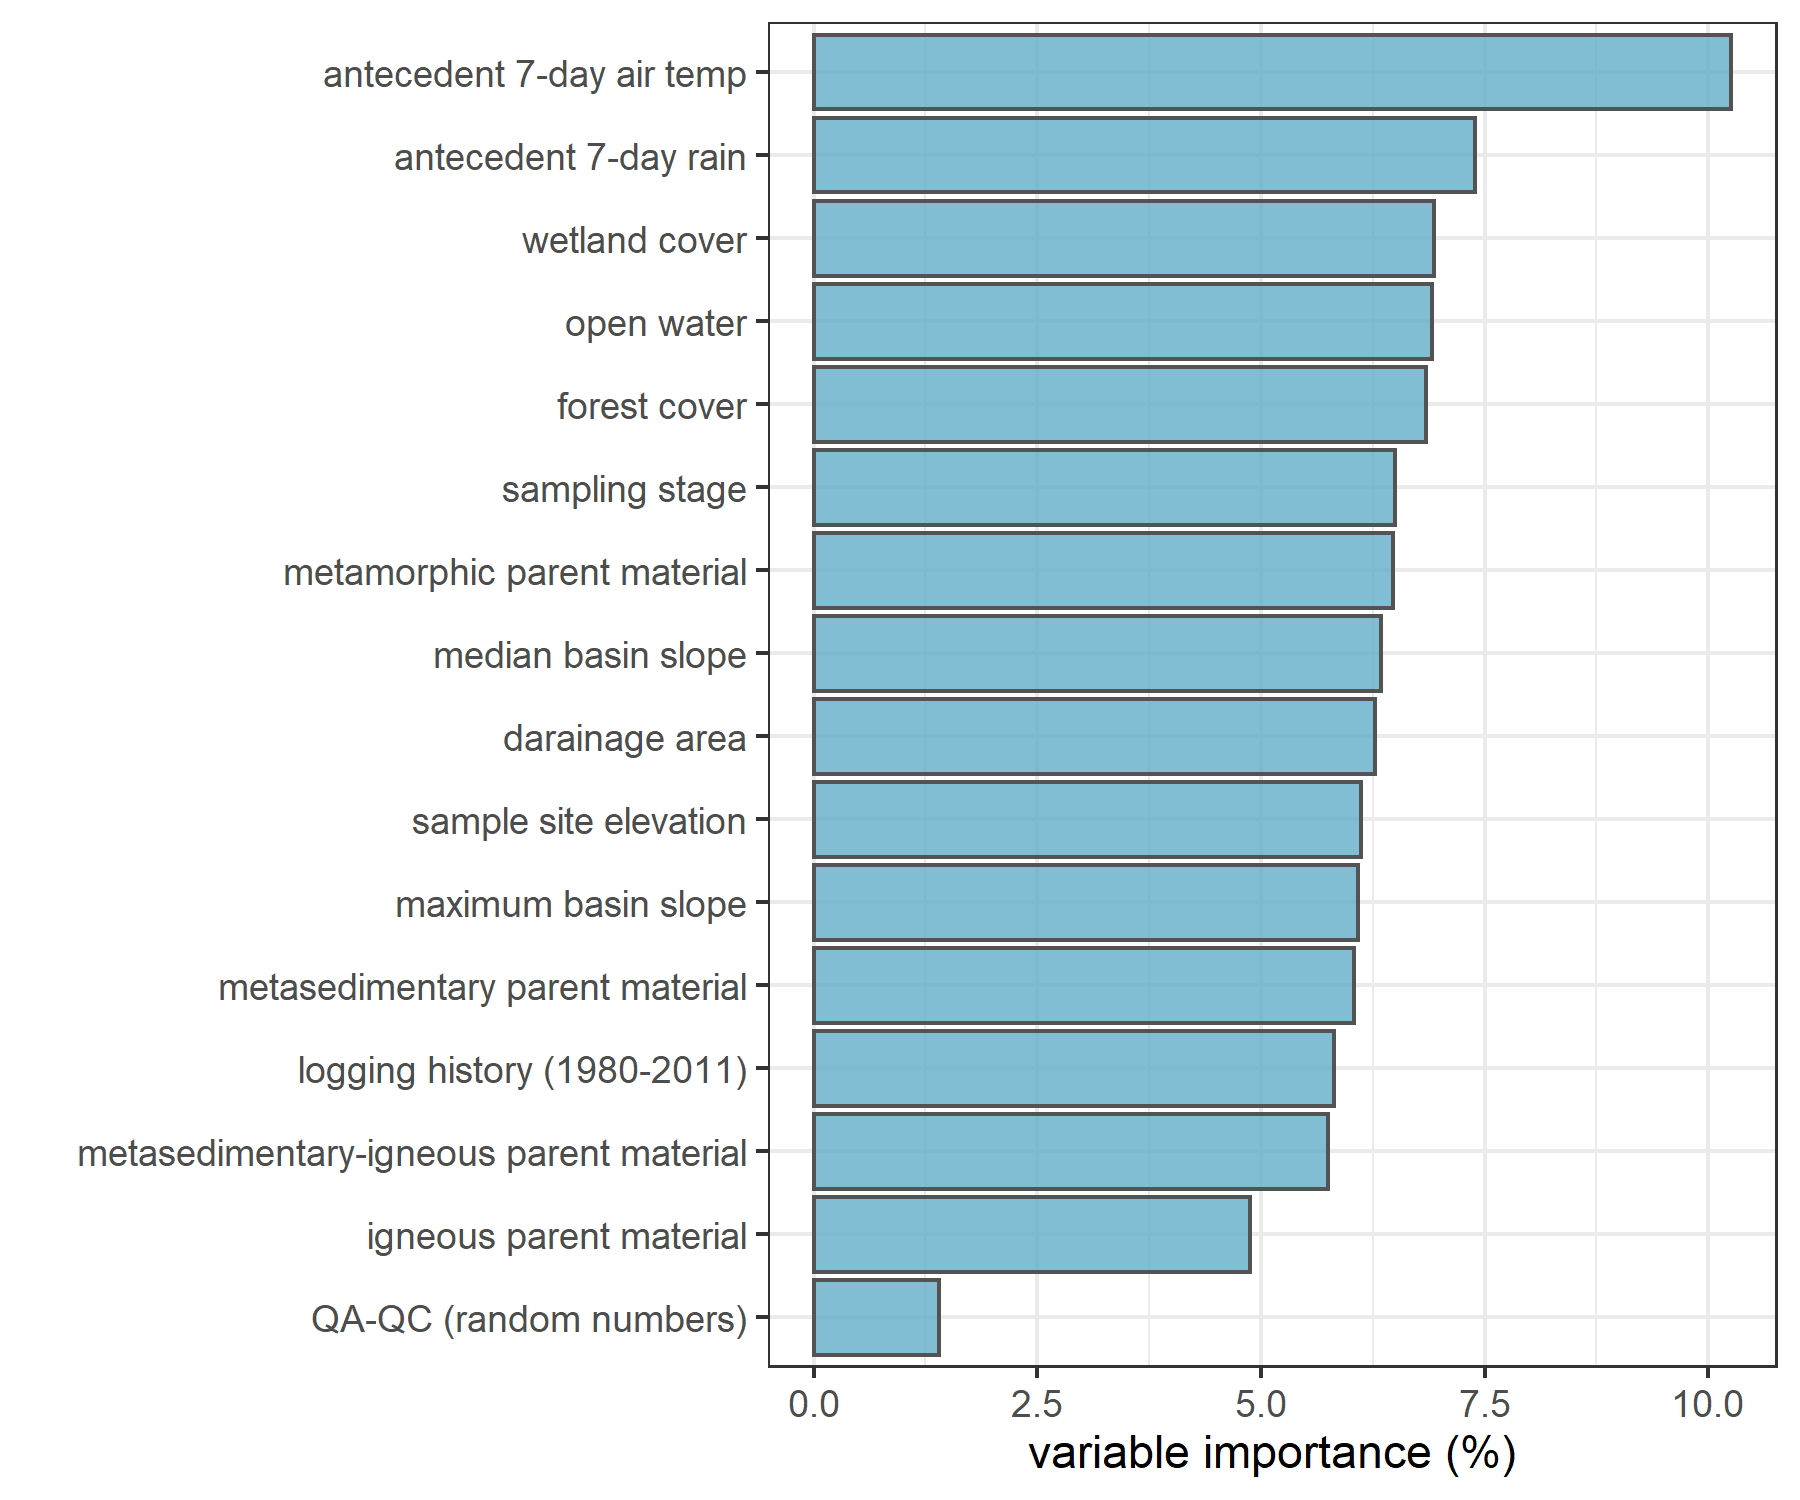 antecedent 7-day air temp
antecedent 7-day rain
wetland cover
open water
forest cover
sampling stage
metamorphic parent material
median basin slope
darainage area
sample site elevation
maximum basin slope
metasedimentary parent material
logging history (1980-2011)
metasedimentary-igneous parent material
igneous parent material
QA-QC (random numbers)
0.0 2.5 5.0 7.5 10.0
variable importance (%)